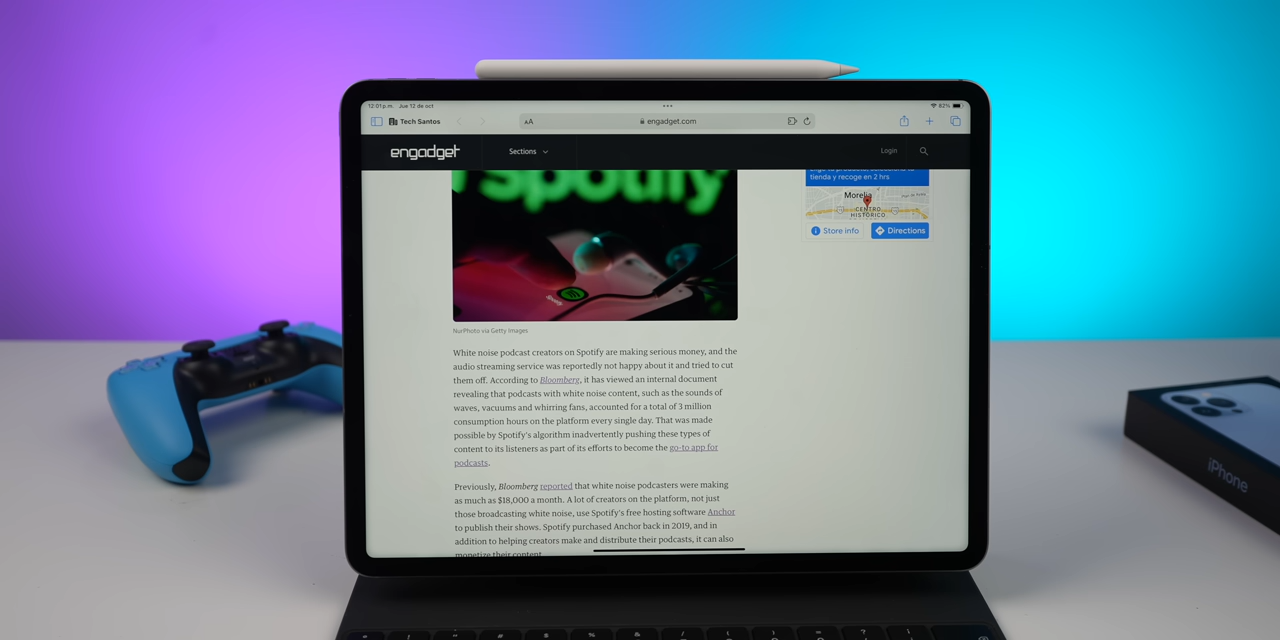 12:01 p.m. Jue 12 de oct
82%
Tech Santos
AA
engadget.com
engadget
Sections
Login
Spotify
tienda y recoge en 2 hrs
Morelia
CENTRO
HISTÓRICO
Store info
Directions
Spotify
NurPhoto via Getty Images
White noise podcast creators on Spotify are making serious money, and the
audio streaming service was reportedly not happy about it and tried to cut
them off. According to Bloomberg, it has viewed an internal document
revealing that podcasts with white noise content, such as the sounds of
waves, vacuums and whirring fans, accounted for a total of 3 million
consumption hours on the platform every single day. That was made
possible by Spotify's algorithm inadvertently pushing these types of
content to its listeners as part of its efforts to become the go-to app for
podcasts.
Previously, Bloomberg reported that white noise podcasters were making
as much as $18,000 a month. A lot of creators on the platform, not just
those broadcasting white noise, use Spotify's free hosting software Anchor
to publish their shows. Spotify purchased Anchor back in 2019, and in
addition to helping creators make and distribute their podcasts, it can also
monetize their content.
iPhone